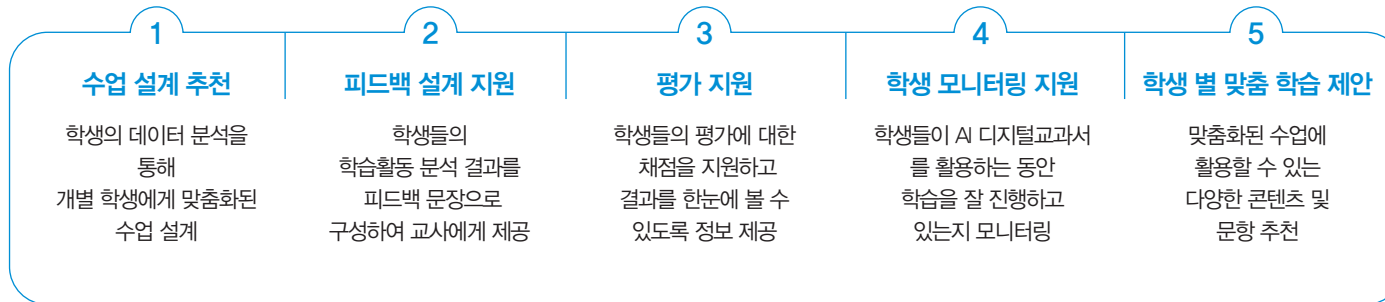 1
수업 설계 추천
학생의 데이터 분석을
통해
개별 학생에게 맞춤화된
수업 설계
2
피드백 설계 지원
학생들의
학습활동 분석 결과를
피드백 문장으로
구성하여 교사에게 제공
3
평가 지원
학생들의 평가에 대한
채점을 지원하고
결과를 한눈에 볼 수
있도록 정보 제공
4
학생 모니터링 지원
학생들이 AI 디지털교과서
를 활용하는 동안
학습을 잘 진행하고
있는지 모니터링
5
학생 별 맞춤 학습 제안
맞춤화된 수업에
활용할 수 있는
다양한 콘텐츠 및
문항 추천